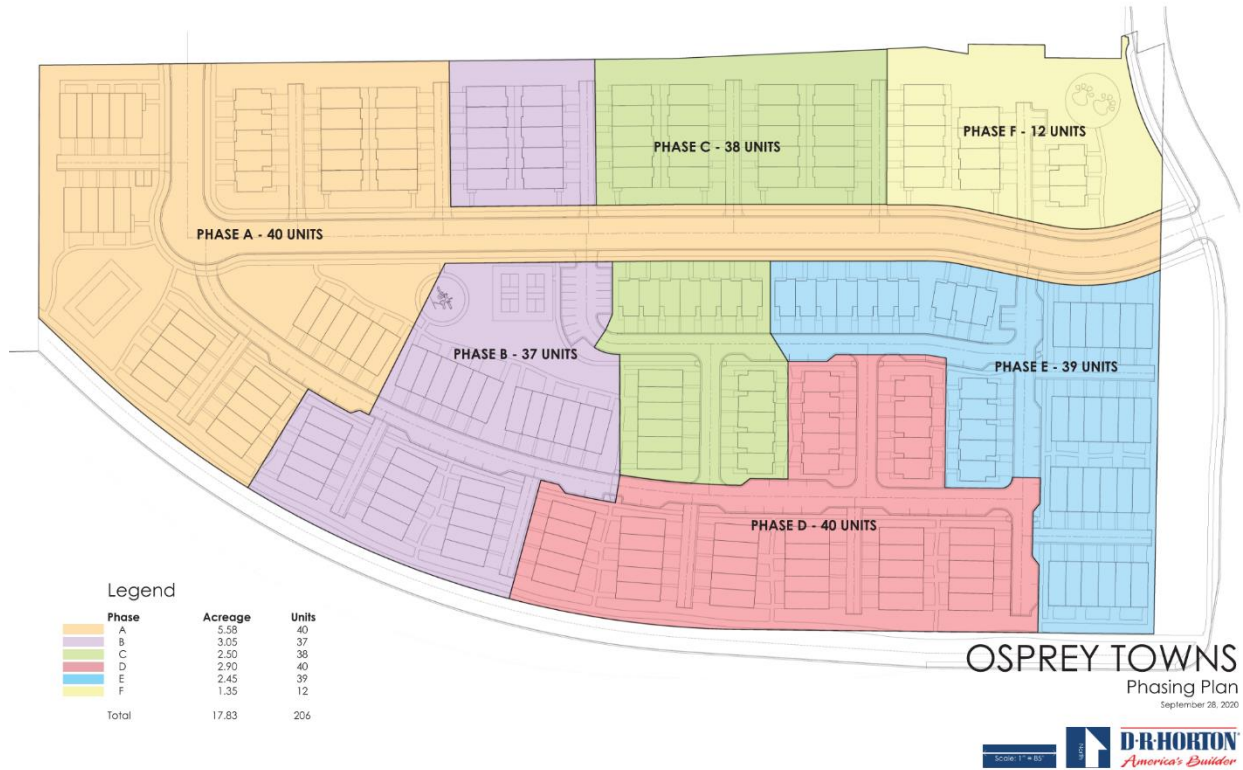 PHASE C - 38 UNITS
PHASE F - 12 UNITS
PHASE A - 40 UNITS
PHASE B - 37 UNITS
PHASE E - 39 UNITS
PHASE D - 40 UNITS
Legend
Phase Acreage Units
A 5.58 40
B 3.05 37
C 2.50 38
D 2.90 40
E 2.45 39
F 1.35 12
Total 17.83 206
OSPREY TOWNS
Phasing Plan
September 28, 2020
Scale: 1" = 85'
North
D·R·HORTON
America's Builder